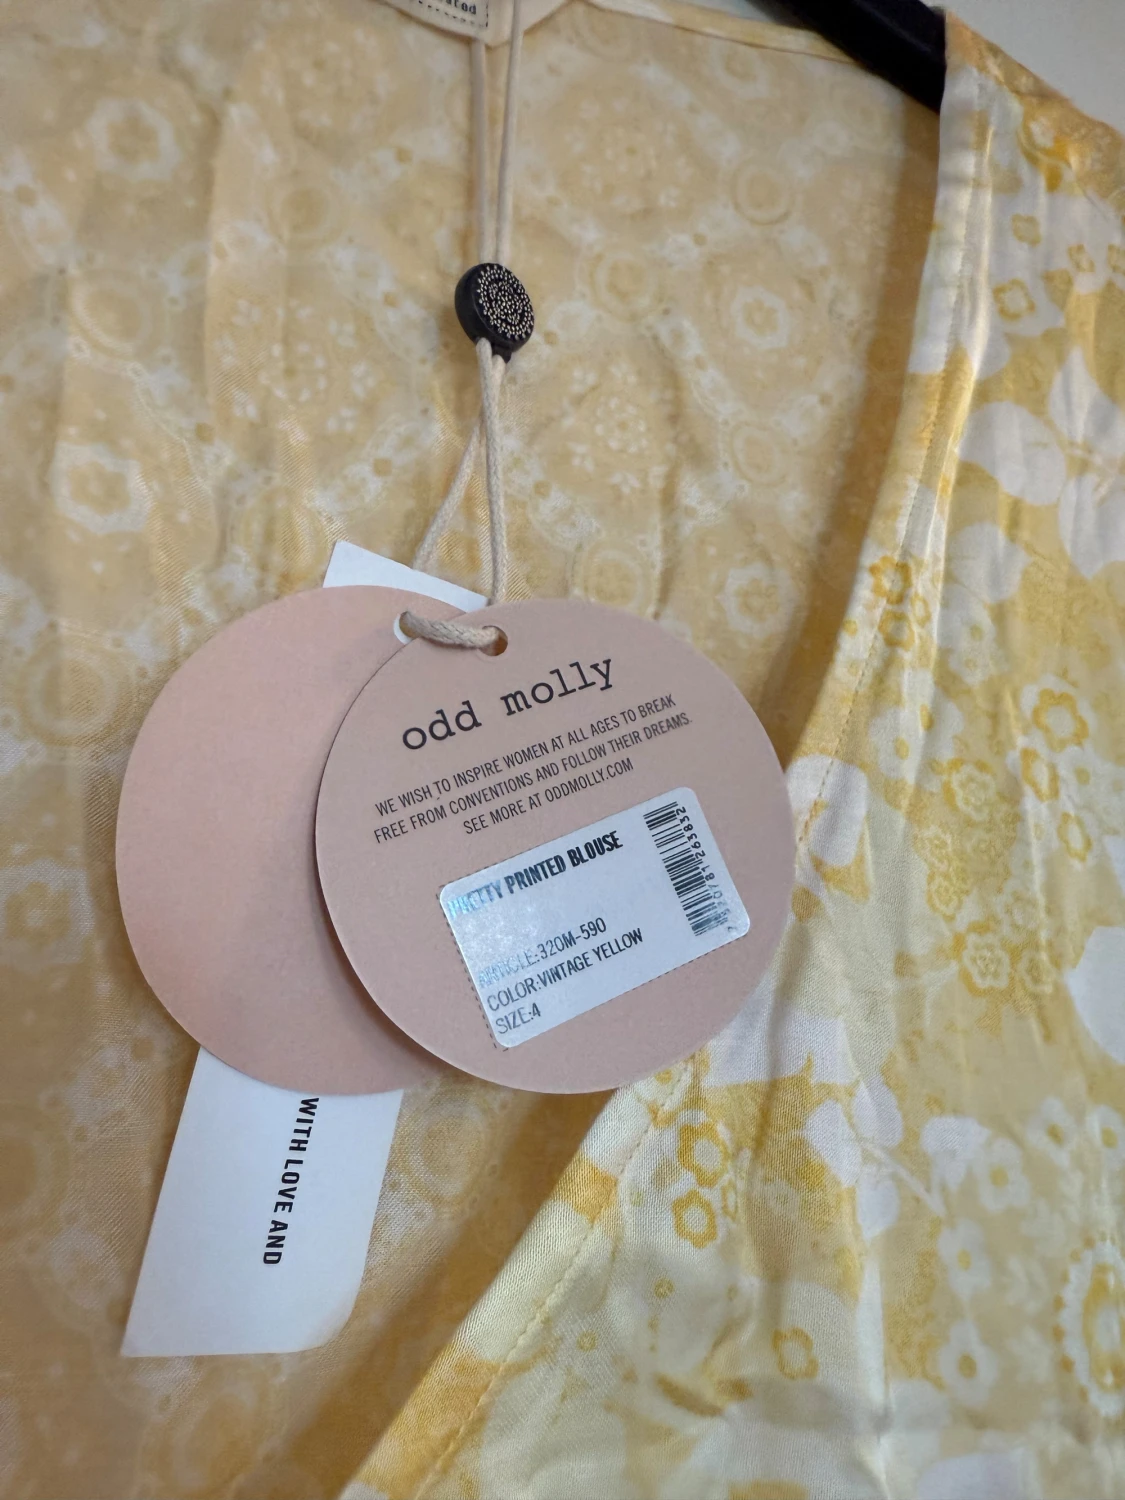 odd molly
WE WISH TO INSPIRE WOMEN AT ALL AGES TO BREAK
FREE FROM CONVENTIONS AND FOLLOW THEIR DREAMS.
SEE MORE AT ODDMOLLY.COM
PRETTY PRINTED BLOUSE
ARTICLE:320M-590
COLOR:VINTAGE YELLOW
SIZE:4
WITH LOVE AND